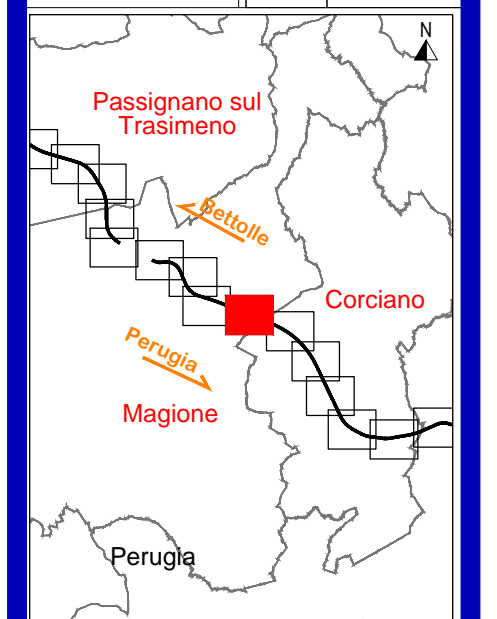 N
Passignano sul
Trasimeno
Bettolle
Corciano
Perugia
Magione
Perugia